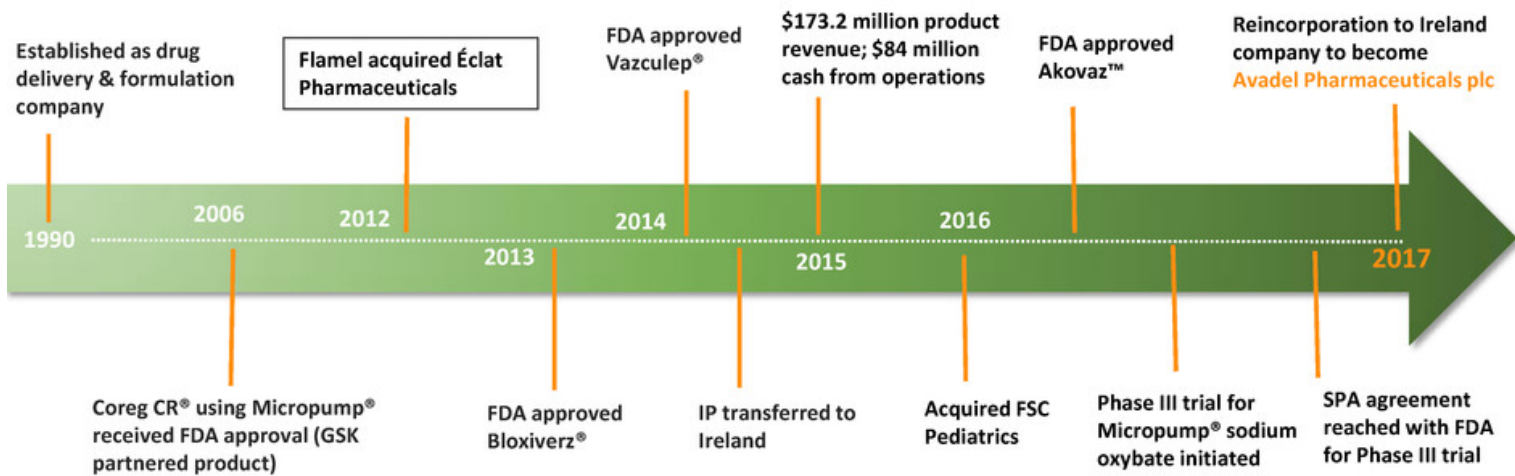 Established as drug
delivery & formulation
company
Flamel acquired Éclat
Pharmaceuticals
FDA approved
Vazculep®
$173.2 million product
revenue; $84 million
cash from operations
FDA approved
Akovaz™
Reincorporation to Ireland
company to become
Avadel Pharmaceuticals plc
1990
2006
2012
2013
2014
2015
2016
2017
Coreg CR® using Micropump®
received FDA approval (GSK
partnered product)
FDA approved
Bloxiverz®
IP transferred to
Ireland
Acquired FSC
Pediatrics
Phase III trial for
Micropump® sodium
oxybate initiated
SPA agreement
reached with FDA
for Phase III trial